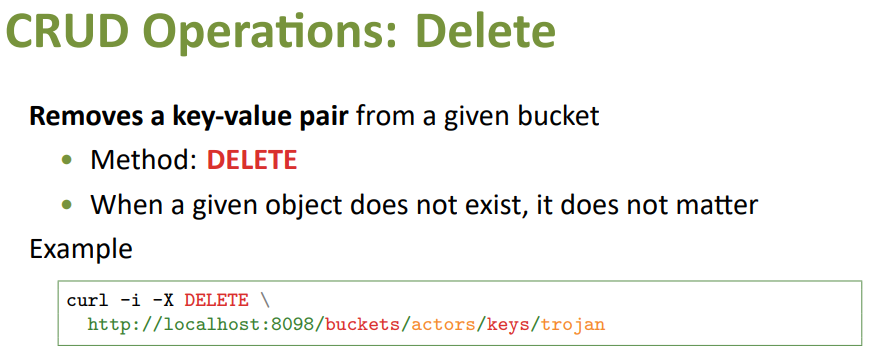 CRUD Operations: Delete
Removes a key-value pair from a given bucket
• Method: DELETE
• When a given object does not exist, it does not matter
Example
curl -i -X DELETE \
http://localhost:8098/buckets/actors/keys/trojan